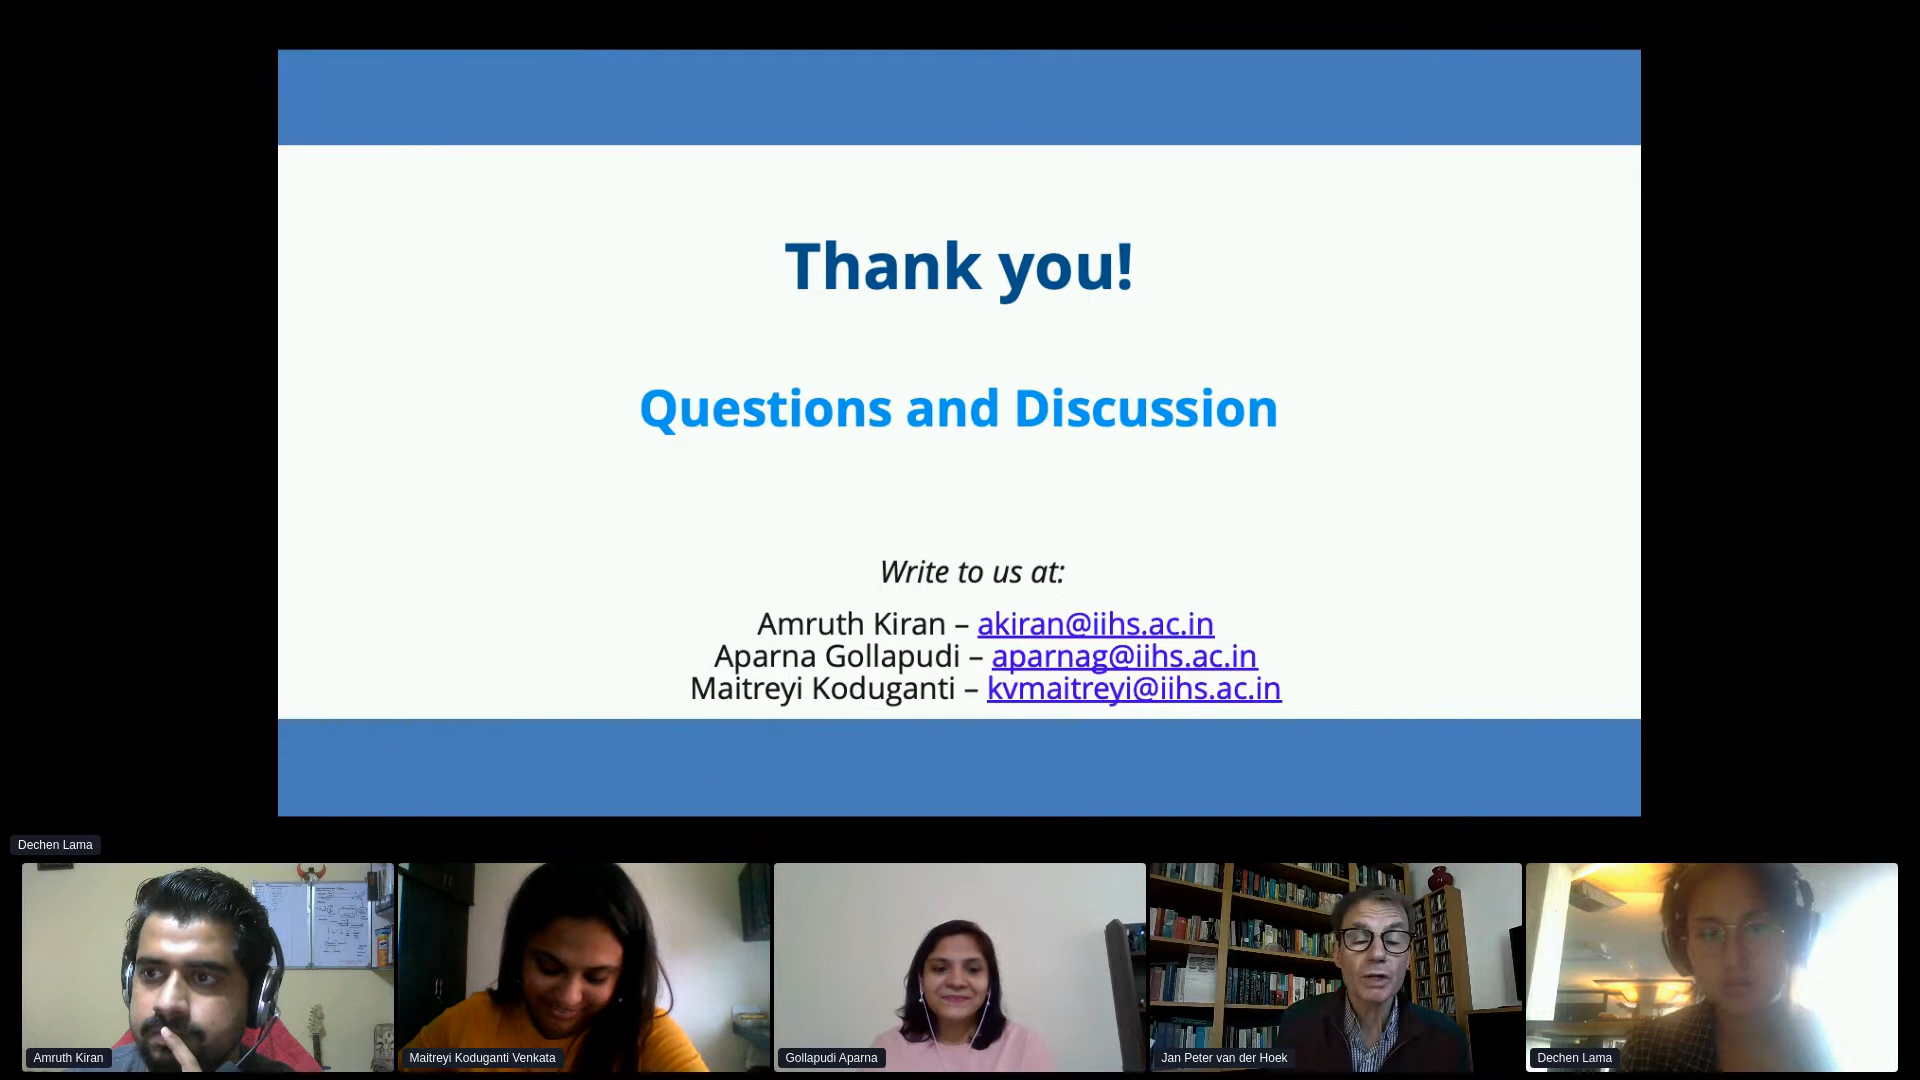 Thank you!
Questions and Discussion
Write to us at:
Amruth Kiran – akiran@iihs.ac.in
Aparna Gollapudi – aparnag@iihs.ac.in
Maitreyi Koduganti – kvmaitreyi@iihs.ac.in
Dechen Lama
Amruth Kiran
Maitreyi Koduganti Venkata
Gollapudi Aparna
Jan Peter van der Hoek
Dechen Lama